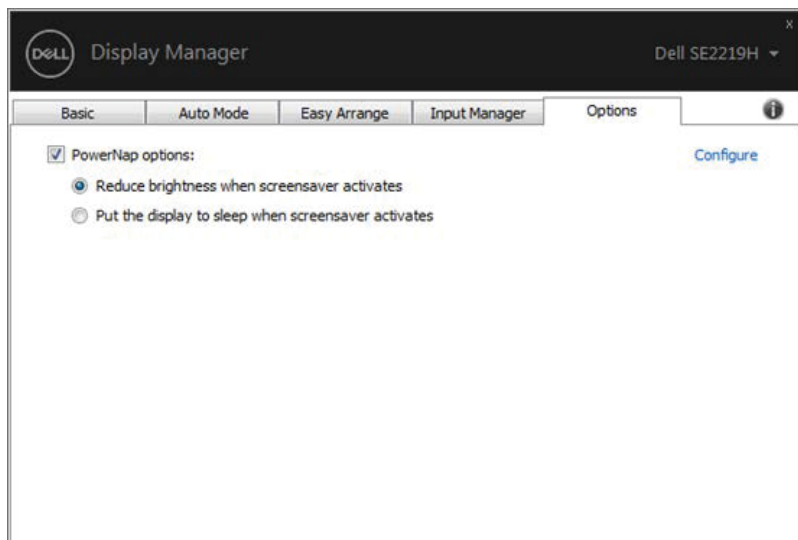 x
DELL Display Manager Dell SE2219H
Basic Auto Mode Easy Arrange Input Manager Options
PowerNap options: Configure
Reduce brightness when screensaver activates
Put the display to sleep when screensaver activates